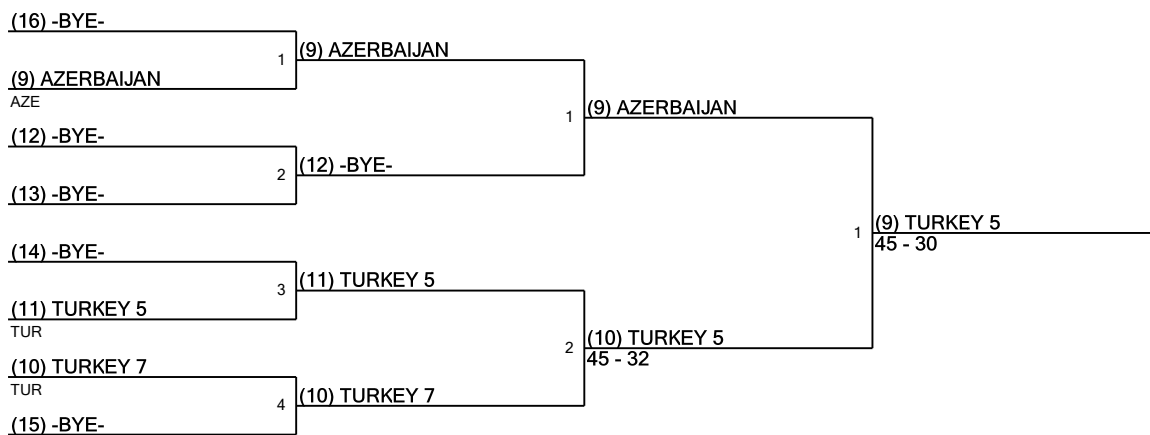 (16) -BYE-
1
(9) AZERBAIJAN
(9) AZERBAIJAN
AZE
1
(9) AZERBAIJAN
(12) -BYE-
2
(12) -BYE-
(13) -BYE-
1
(9) TURKEY 5
45 - 30
(14) -BYE-
3
(11) TURKEY 5
(11) TURKEY 5
TUR
2
(10) TURKEY 5
45 - 32
(10) TURKEY 7
TUR
4
(10) TURKEY 7
(15) -BYE-